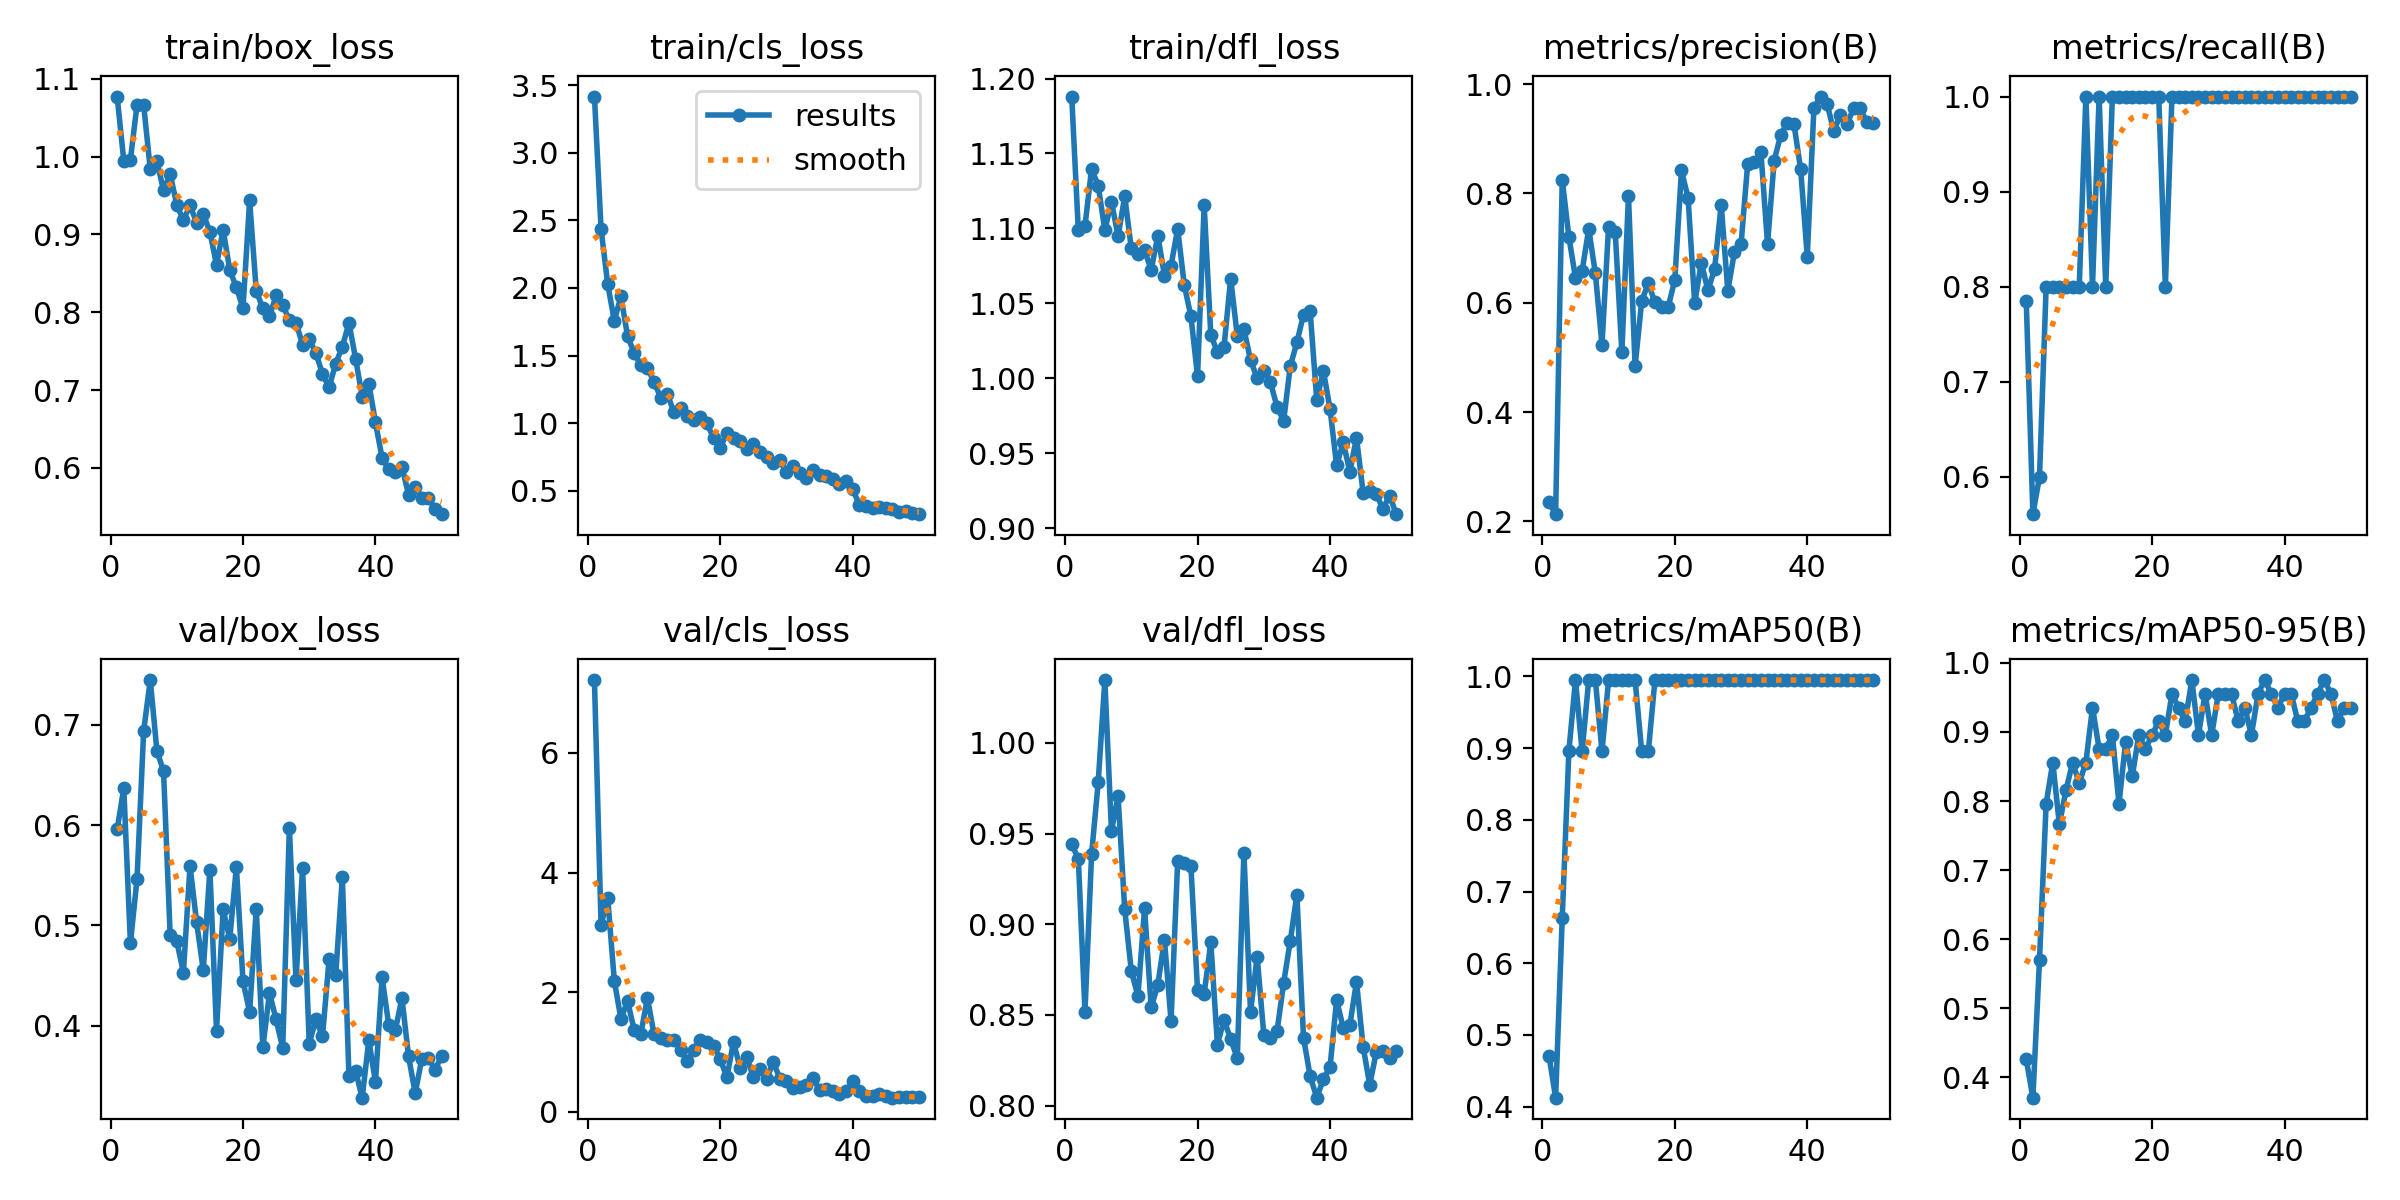 train/box_loss
1.1
1.0
0.9
0.8
0.7
0.6
0 20 40
train/cls_loss
results
smooth
3.5
3.0
2.5
2.0
1.5
1.0
0.5
0 20 40
train/dfl_loss
1.20
1.15
1.10
1.05
1.00
0.95
0.90
0 20 40
metrics/precision(B)
1.0
0.8
0.6
0.4
0.2
0 20 40
metrics/recall(B)
1.0
0.9
0.8
0.7
0.6
0 20 40
val/box_loss
0.7
0.6
0.5
0.4
0 20 40
val/cls_loss
6
4
2
0
0 20 40
val/dfl_loss
1.00
0.95
0.90
0.85
0.80
0 20 40
metrics/mAP50(B)
1.0
0.9
0.8
0.7
0.6
0.5
0.4
0 20 40
metrics/mAP50-95(B)
1.0
0.9
0.8
0.7
0.6
0.5
0.4
0 20 40